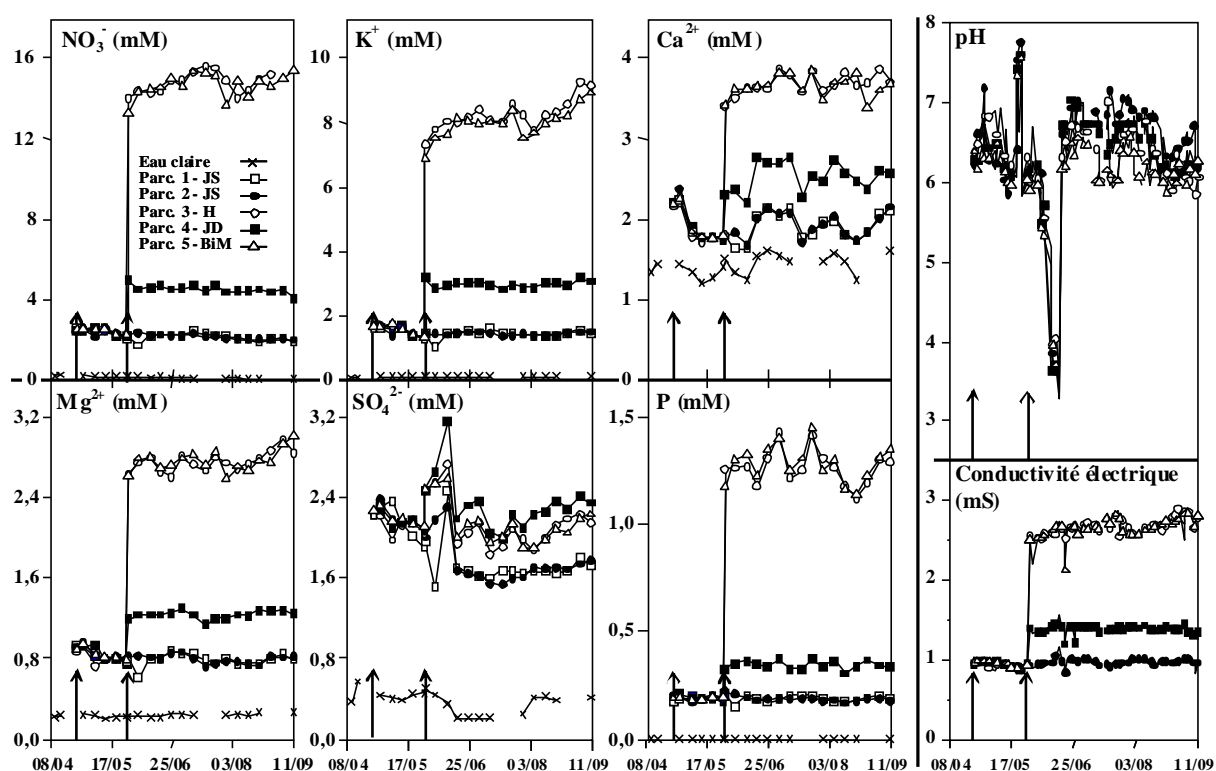 NO₃⁻ (mM)
16
12
8
4
0
Eau claire
Parc. 1 - JS
Parc. 2 - JS
Parc. 3 - H
Parc. 4 - JD
Parc. 5 - BiM
K⁺ (mM)
10
8
6
4
2
0
Ca²⁺ (mM)
4
3
2
1
0
pH
8
7
6
5
4
3
Mg²⁺ (mM)
3,2
2,4
1,6
0,8
0,0
08/04 17/05 25/06 03/08 11/09
SO₄²⁻ (mM)
3,2
2,4
1,6
0,8
0,0
08/04 17/05 25/06 03/08 11/09
P (mM)
1,5
1,0
0,5
0,0
08/04 17/05 25/06 03/08 11/09
Conductivité électrique
(mS)
3
2
1
0
08/04 17/05 25/06 03/08 11/09